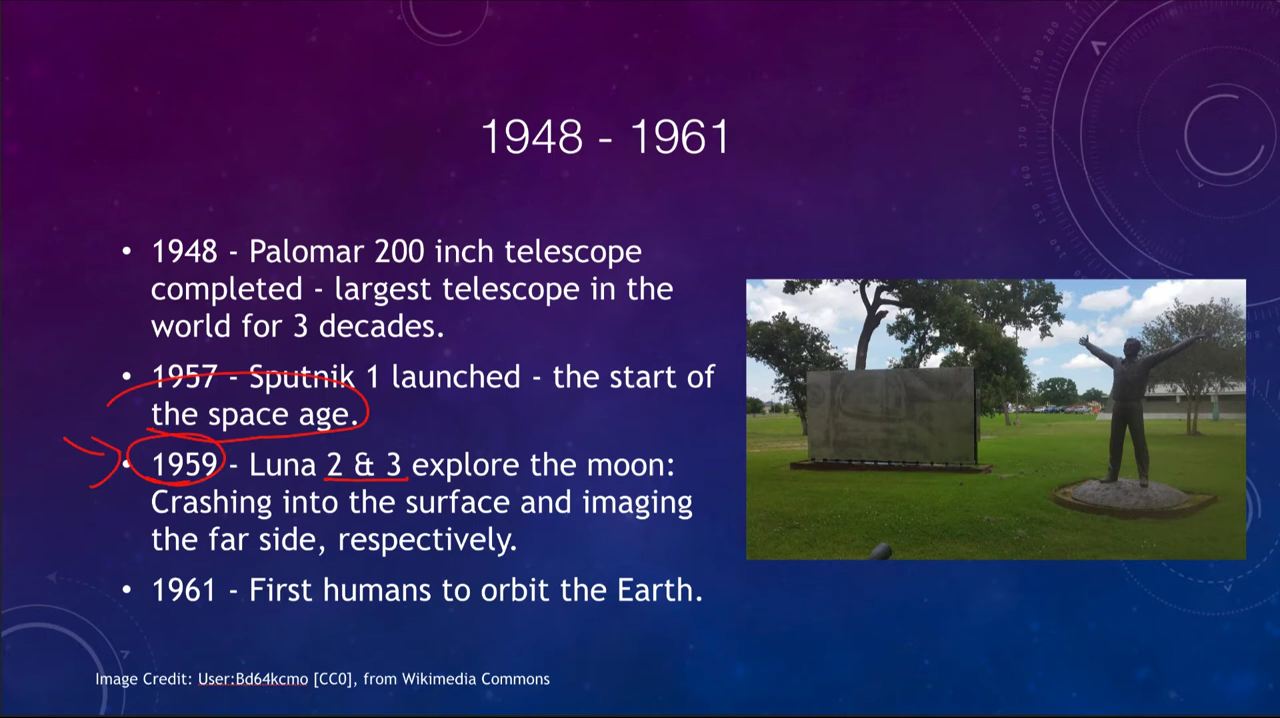 1948 - 1961
• 1948 - Palomar 200 inch telescope
completed - largest telescope in the
world for 3 decades.
• 1957 - Sputnik 1 launched - the start of
the space age.
• 1959 - Luna 2 & 3 explore the moon:
Crashing into the surface and imaging
the far side, respectively.
• 1961 - First humans to orbit the Earth.
Image Credit: User:Bd64kcmo [CC0], from Wikimedia Commons